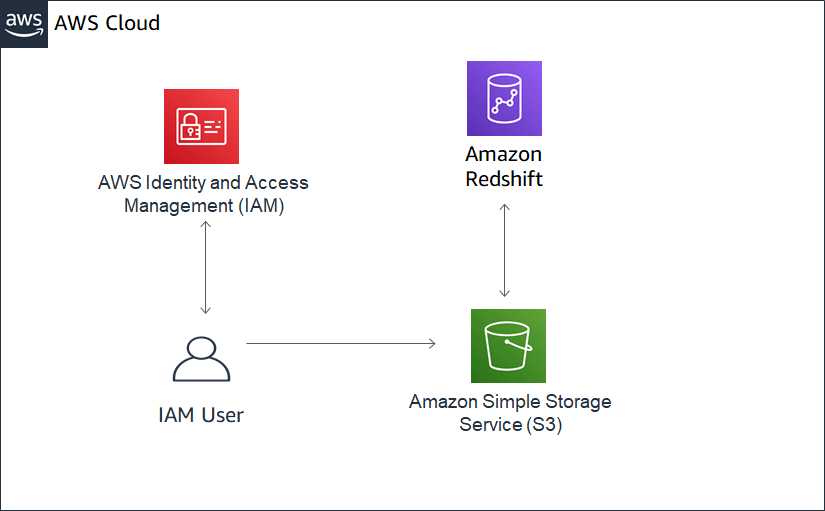 aws
AWS Cloud
AWS Identity and Access
Management (IAM)
Amazon
Redshift
IAM User
Amazon Simple Storage
Service (S3)